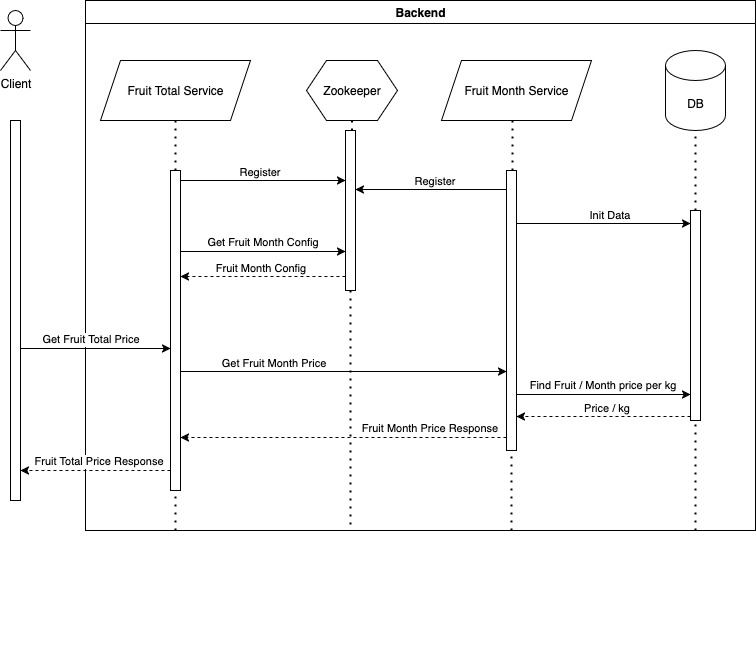 Backend
Client
Fruit Total Service
Zookeeper
Fruit Month Service
DB
Register
Register
Init Data
Get Fruit Month Config
Fruit Month Config
Get Fruit Total Price
Get Fruit Month Price
Find Fruit / Month price per kg
Price / kg
Fruit Month Price Response
Fruit Total Price Response